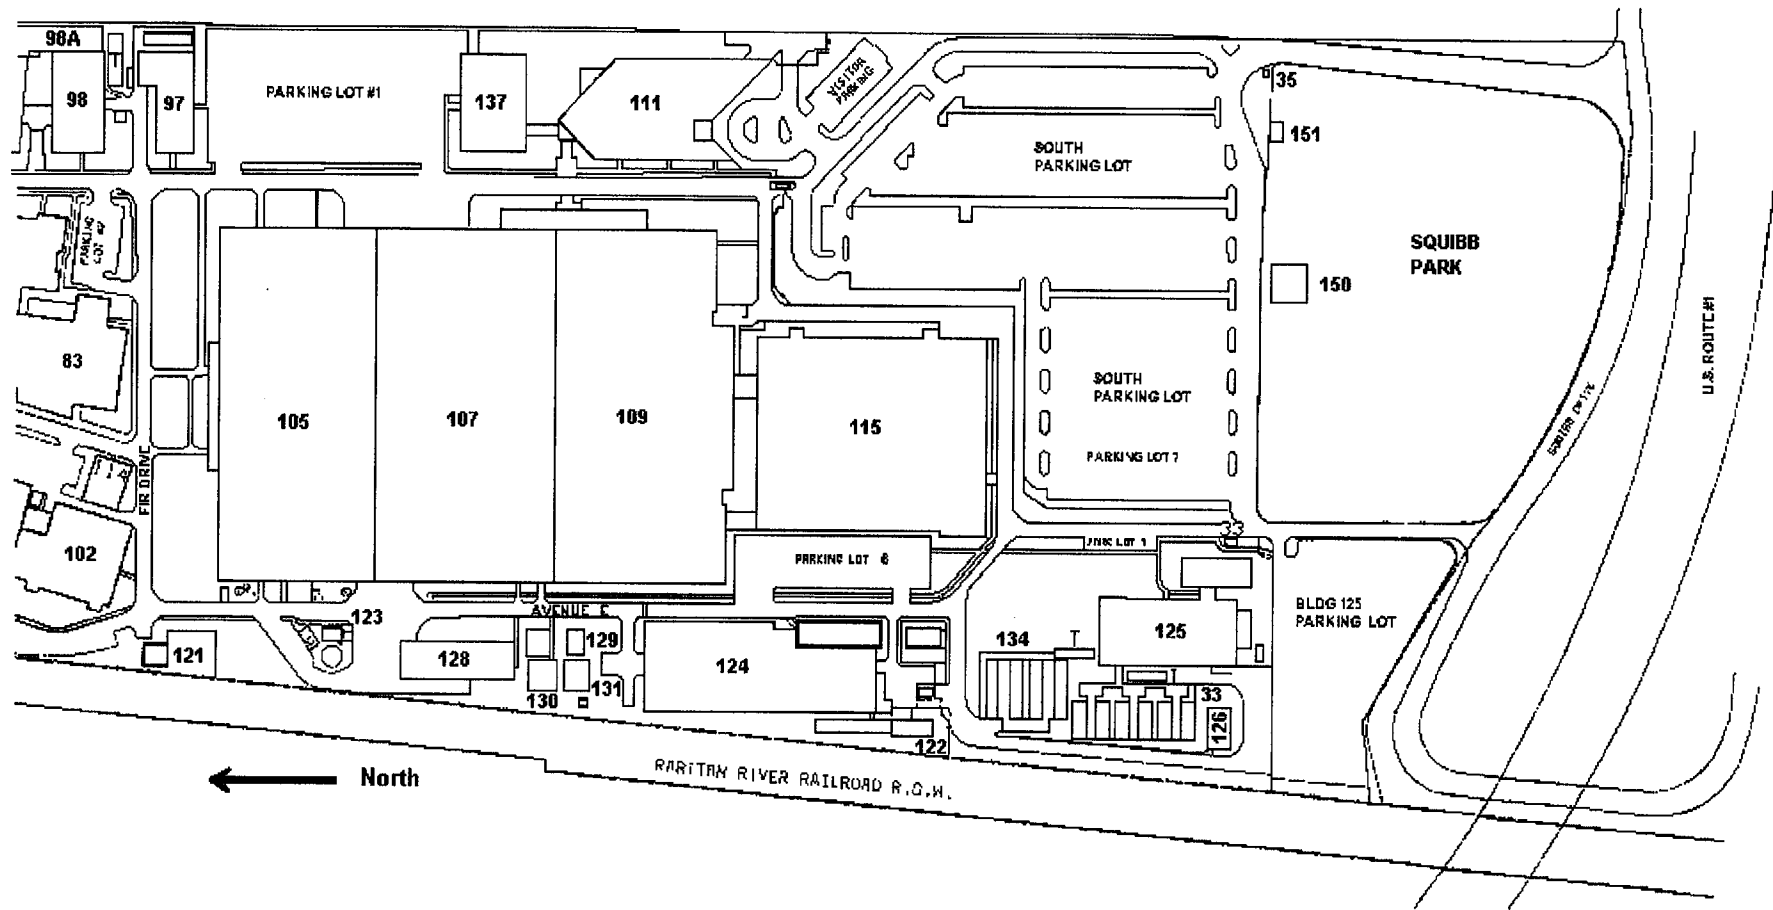 98A
98
97
PARKING LOT #1
137
111
VISITOR
PARKING
35
151
SOUTH
PARKING LOT
PARKING
LOT #2
SQUIBB
PARK
150
83
U.S. ROUTE #1
SOUTH
PARKING LOT
105
107
109
115
PARKING LOT 7
FIR DRIVE
102
33
PARKING LOT 6
AVENUE E
BLDG 125
PARKING LOT
123
121
128
129
130
131
124
134
T
125
T
33
126
122
North
RARITAN RIVER RAILROAD R.O.W.